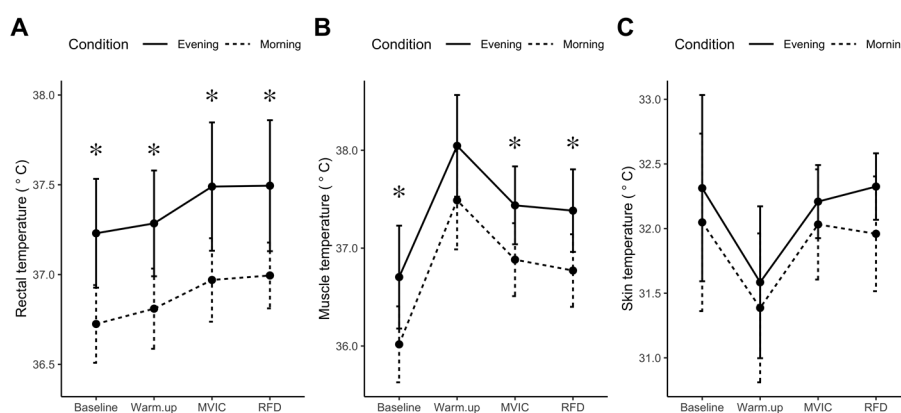 A
Condition Evening Morning
Rectal temperature ( ° C)
38.0
37.5
37.0
36.5
* * * *
Baseline Warm.up MVIC RFD
B
Condition Evening Morning
Muscle temperature ( ° C)
38.0
37.0
36.0
* * *
Baseline Warm.up MVIC RFD
C
Condition Evening Mornin
Skin temperature ( ° C)
33.0
32.5
32.0
31.5
31.0
Baseline Warm.up MVIC RFD